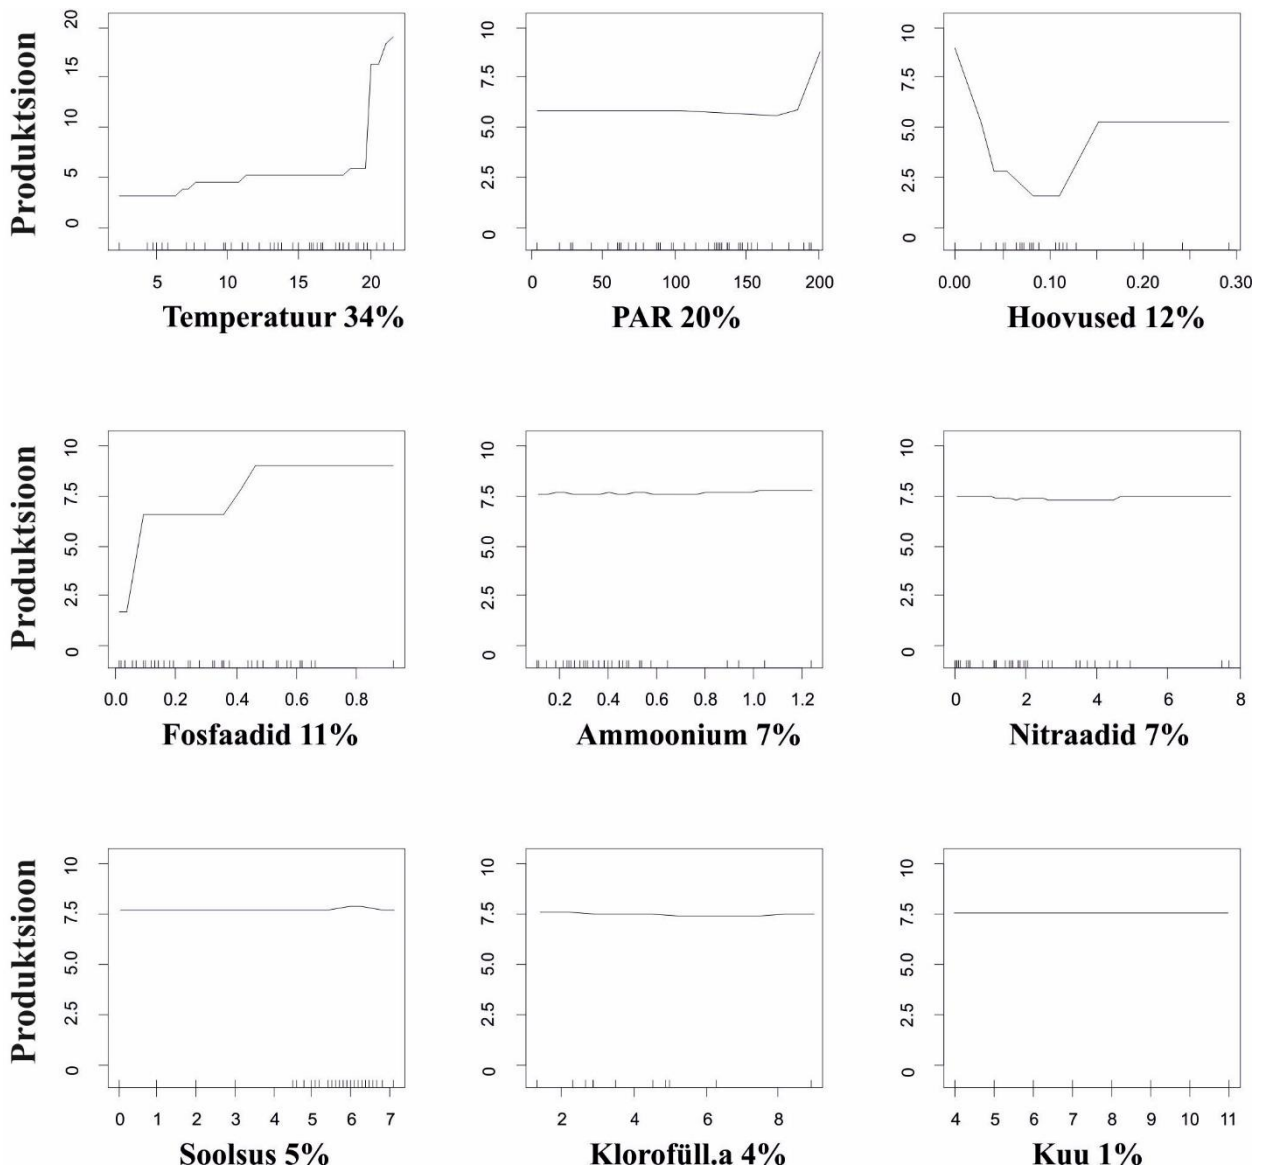 Produktsioon
0 5 10 15 20
5 10 15 20
Temperatuur 34%
0 2.5 5.0 7.5 10
0 50 100 150 200
PAR 20%
0 2.5 5.0 7.5 10
0.00 0.10 0.20 0.30
Hoovused 12%
Produktsioon
0 2.5 5.0 7.5 10
0.0 0.2 0.4 0.6 0.8
Fosfaadid 11%
0 2.5 5.0 7.5 10
0.2 0.4 0.6 0.8 1.0 1.2
Ammoonium 7%
0 2.5 5.0 7.5 10
0 2 4 6 8
Nitraadid 7%
Produktsioon
0 2.5 5.0 7.5 10
0 1 2 3 4 5 6 7
Soolsus 5%
0 2.5 5.0 7.5 10
2 4 6 8
Klorofüll.a 4%
0 2.5 5.0 7.5 10
4 5 6 7 8 9 10 11
Kuu 1%